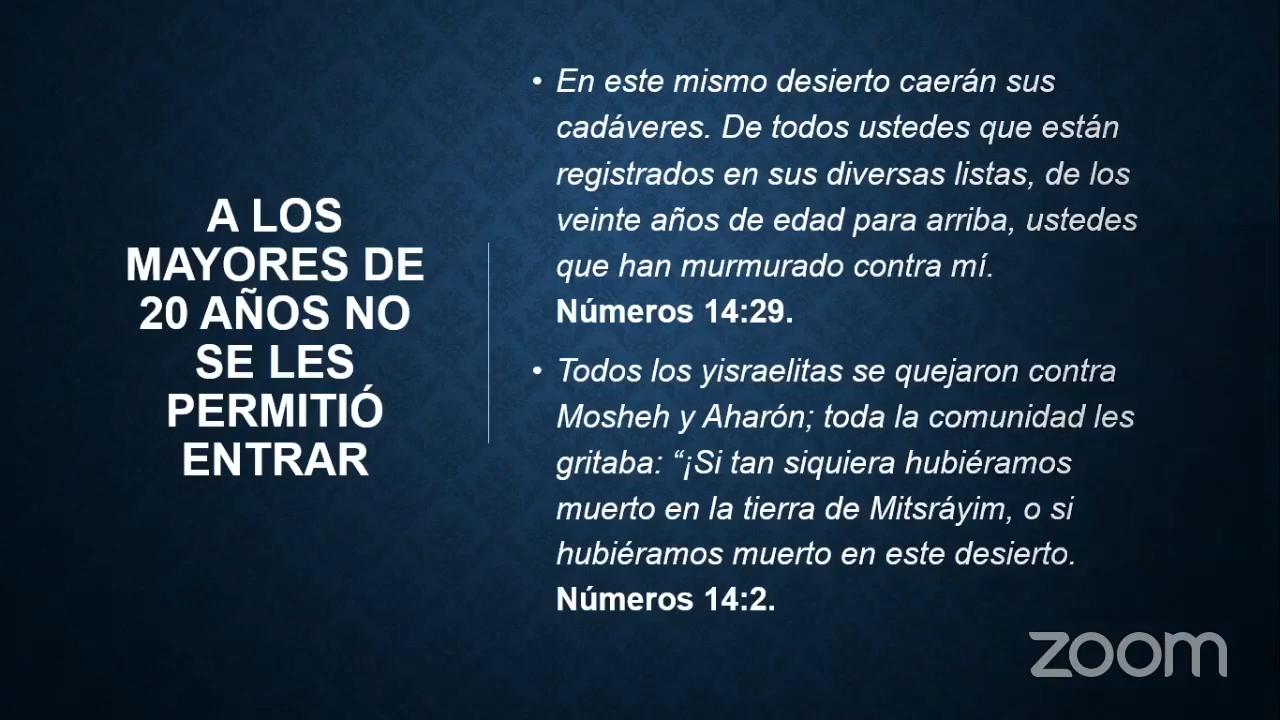 A LOS
MAYORES DE
20 AÑOS NO
SE LES
PERMITIÓ
ENTRAR
• En este mismo desierto caerán sus
cadáveres. De todos ustedes que están
registrados en sus diversas listas, de los
veinte años de edad para arriba, ustedes
que han murmurado contra mí.
Números 14:29.
• Todos los yisraelitas se quejaron contra
Mosheh y Aharón; toda la comunidad les
gritaba: “¡Si tan siquiera hubiéramos
muerto en la tierra de Mitsráyim, o si
hubiéramos muerto en este desierto.
Números 14:2.
zoom